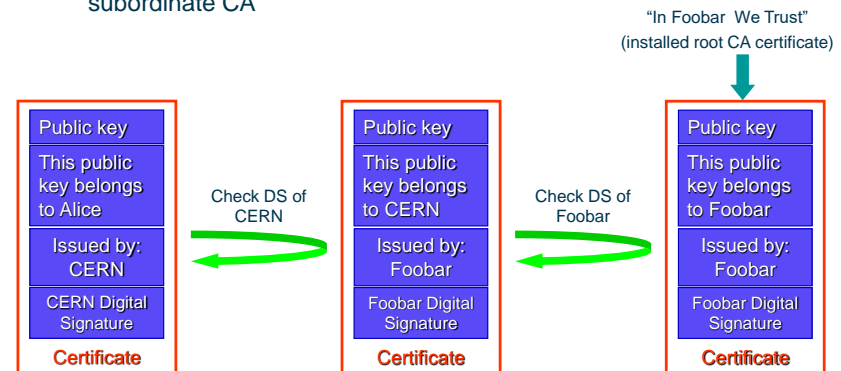 subordinate CA
“In Foobar We Trust”
(installed root CA certificate)
Public key
This public
key belongs
to Alice
Issued by:
CERN
CERN Digital
Signature
Certificate
Check DS of
CERN
Public key
This public
key belongs
to CERN
Issued by:
Foobar
Foobar Digital
Signature
Certificate
Check DS of
Foobar
Public key
This public
key belongs
to Foobar
Issued by:
Foobar
Foobar Digital
Signature
Certificate